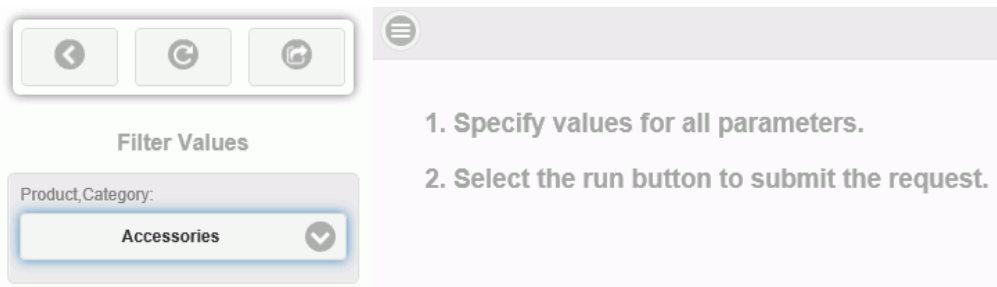 Filter Values
Product,Category:
Accessories
1. Specify values for all parameters.
2. Select the run button to submit the request.